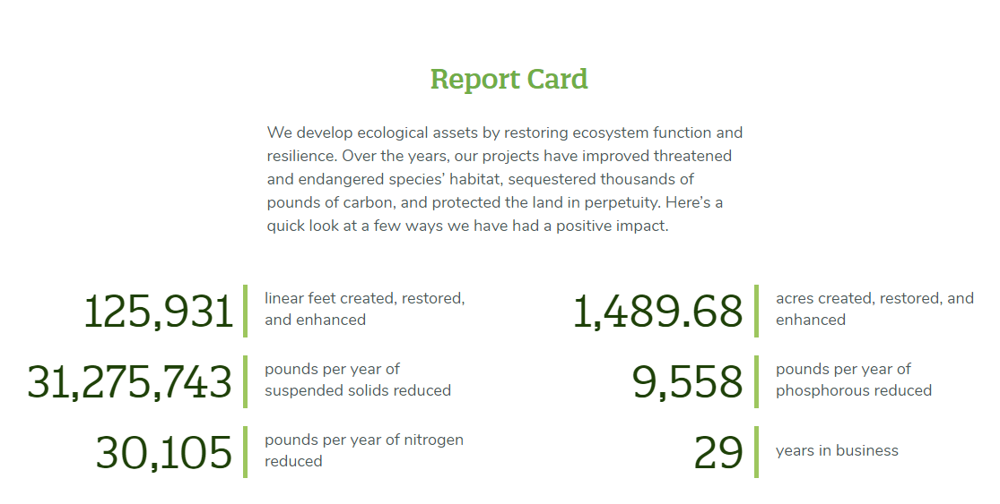 Report Card
We develop ecological assets by restoring ecosystem function and
resilience. Over the years, our projects have improved threatened
and endangered species’ habitat, sequestered thousands of
pounds of carbon, and protected the land in perpetuity. Here’s a
quick look at a few ways we have had a positive impact.
125,931
linear feet created, restored,
and enhanced
1,489.68
acres created, restored, and
enhanced
31,275,743
pounds per year of
suspended solids reduced
9,558
pounds per year of
phosphorous reduced
30,105
pounds per year of nitrogen
reduced
29
years in business